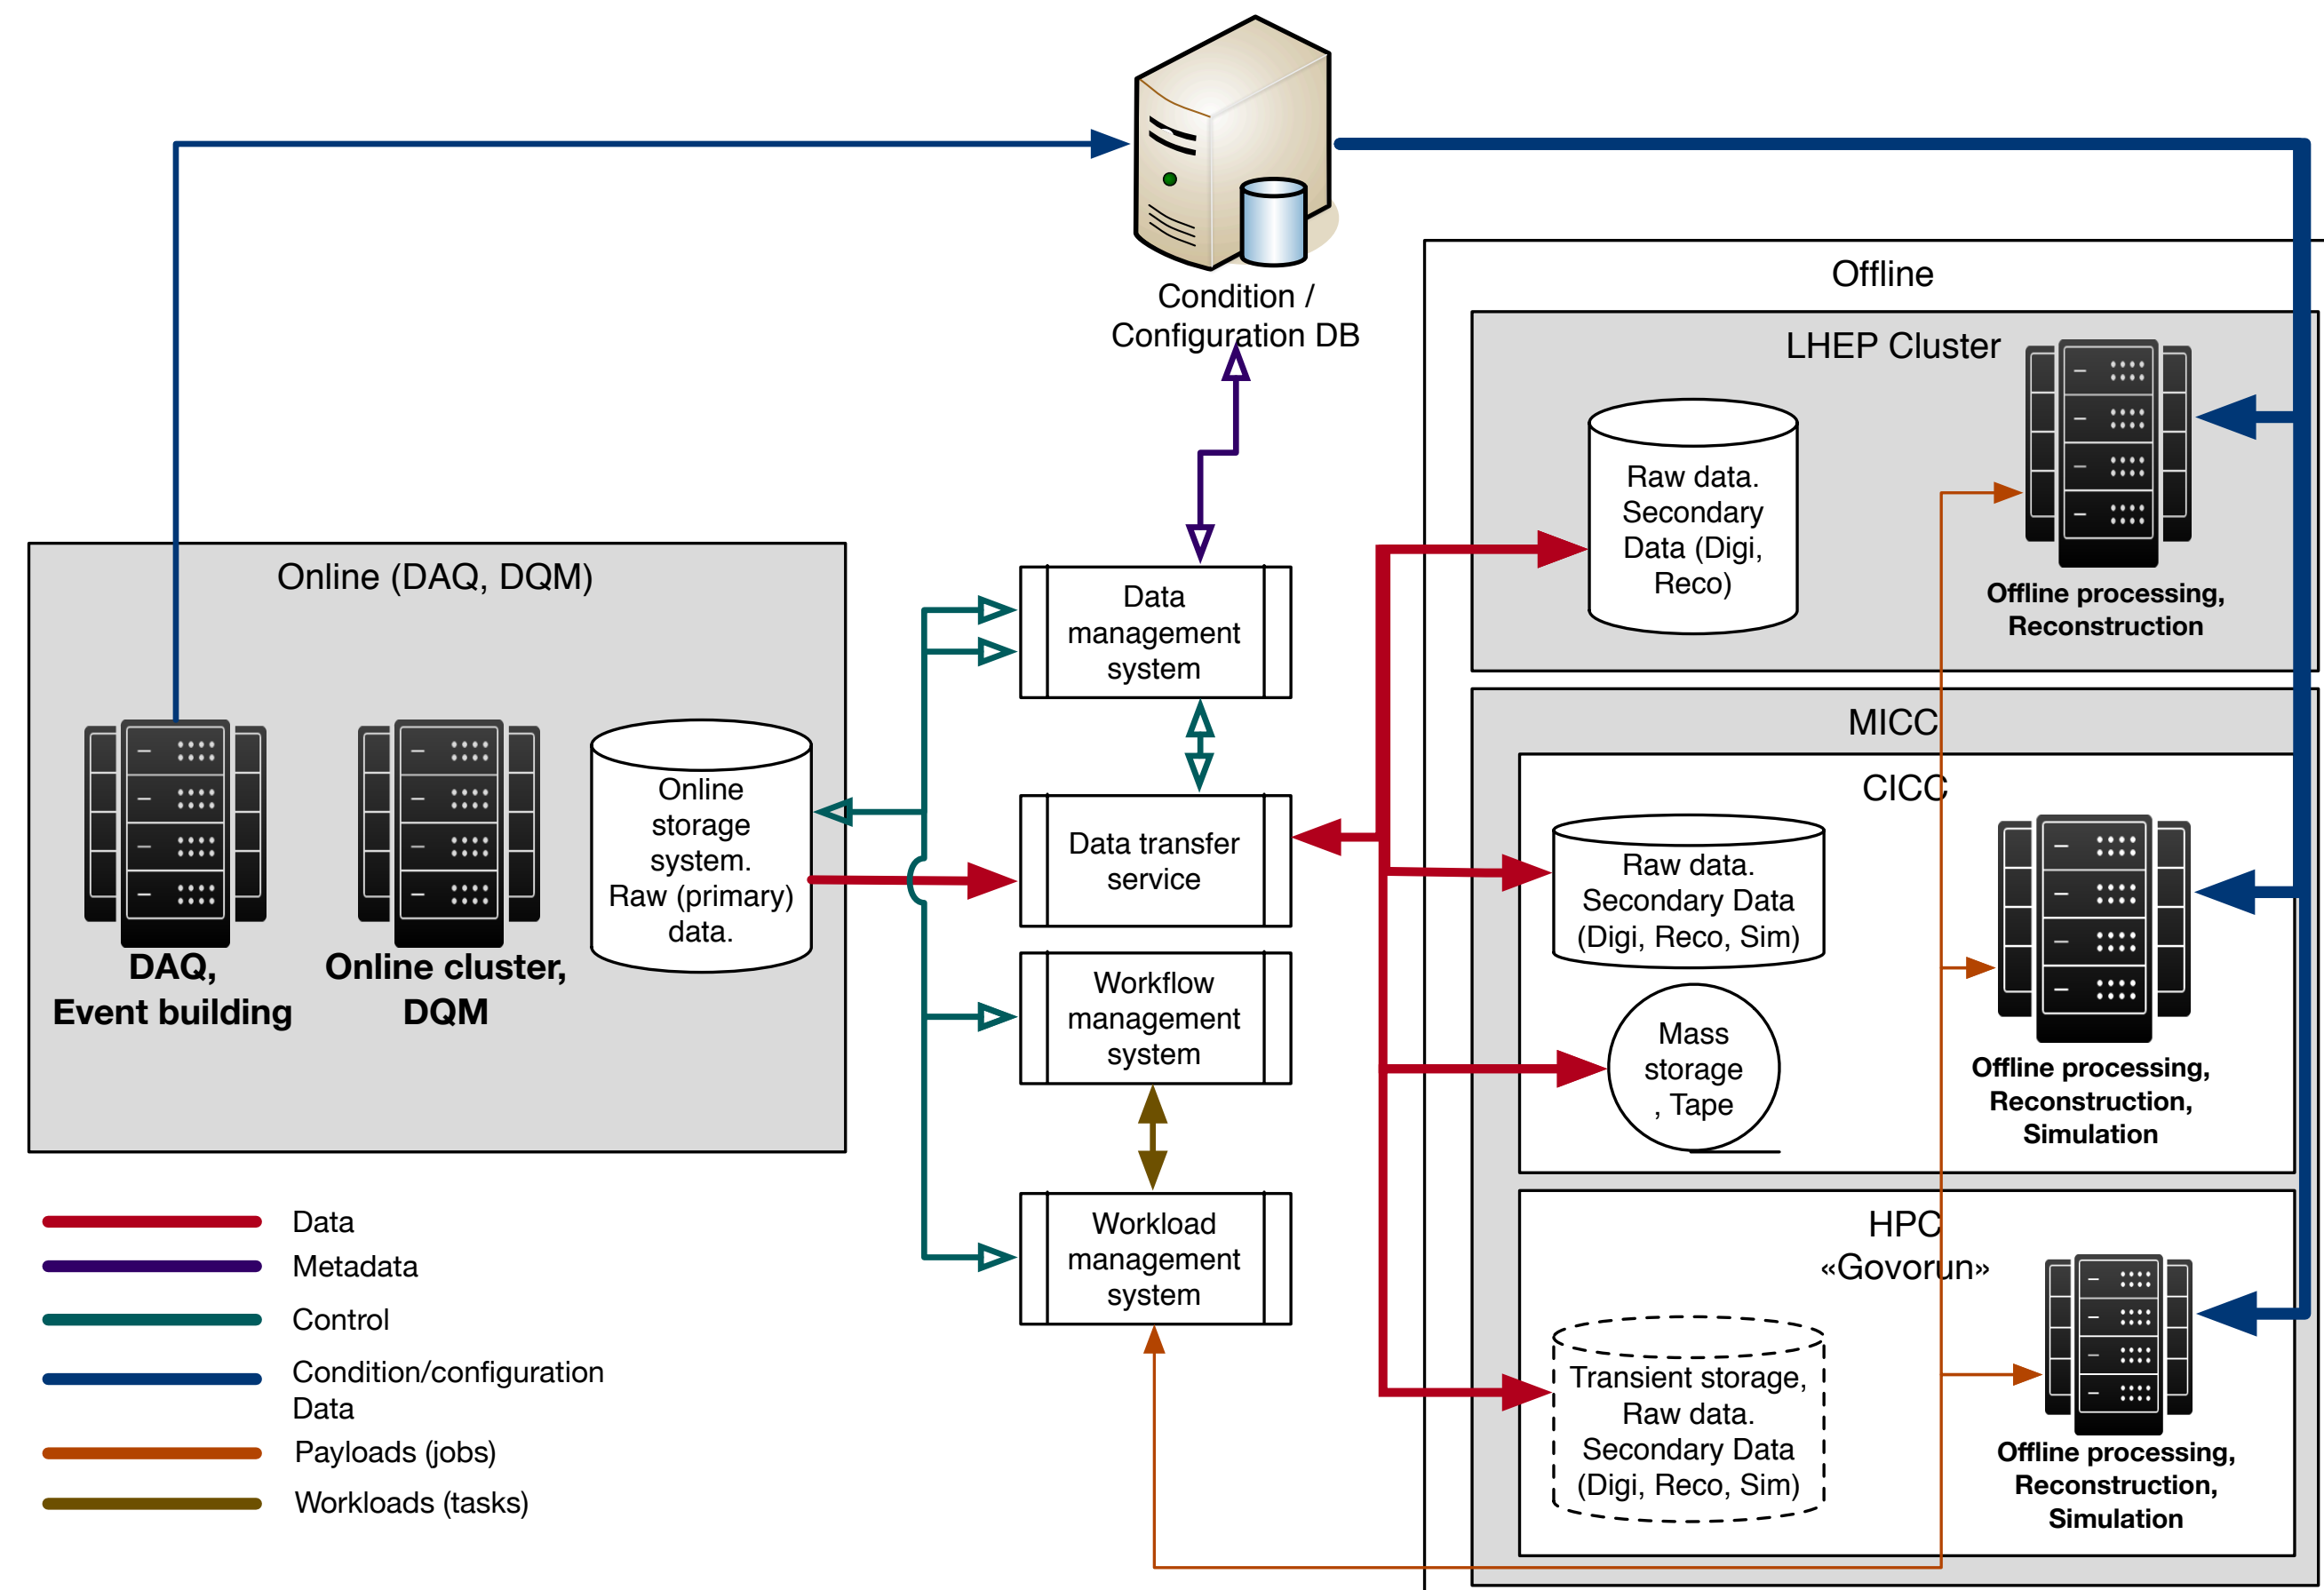 Condition /
Configuration DB
Offline
LHEP Cluster
Raw data.
Secondary
Data (Digi,
Reco)
Offline processing,
Reconstruction
Online (DAQ, DQM)
DAQ,
Event building
Online cluster,
DQM
Online
storage
system.
Raw (primary)
data.
Data
management
system
Data transfer
service
Workflow
management
system
Workload
management
system
MICC
CICC
Raw data.
Secondary Data
(Digi, Reco, Sim)
Mass
storage
, Tape
Offline processing,
Reconstruction,
Simulation
HPC
«Govorun»
Transient storage,
Raw data.
Secondary Data
(Digi, Reco, Sim)
Offline processing,
Reconstruction,
Simulation
Data
Metadata
Control
Condition/configuration
Data
Payloads (jobs)
Workloads (tasks)